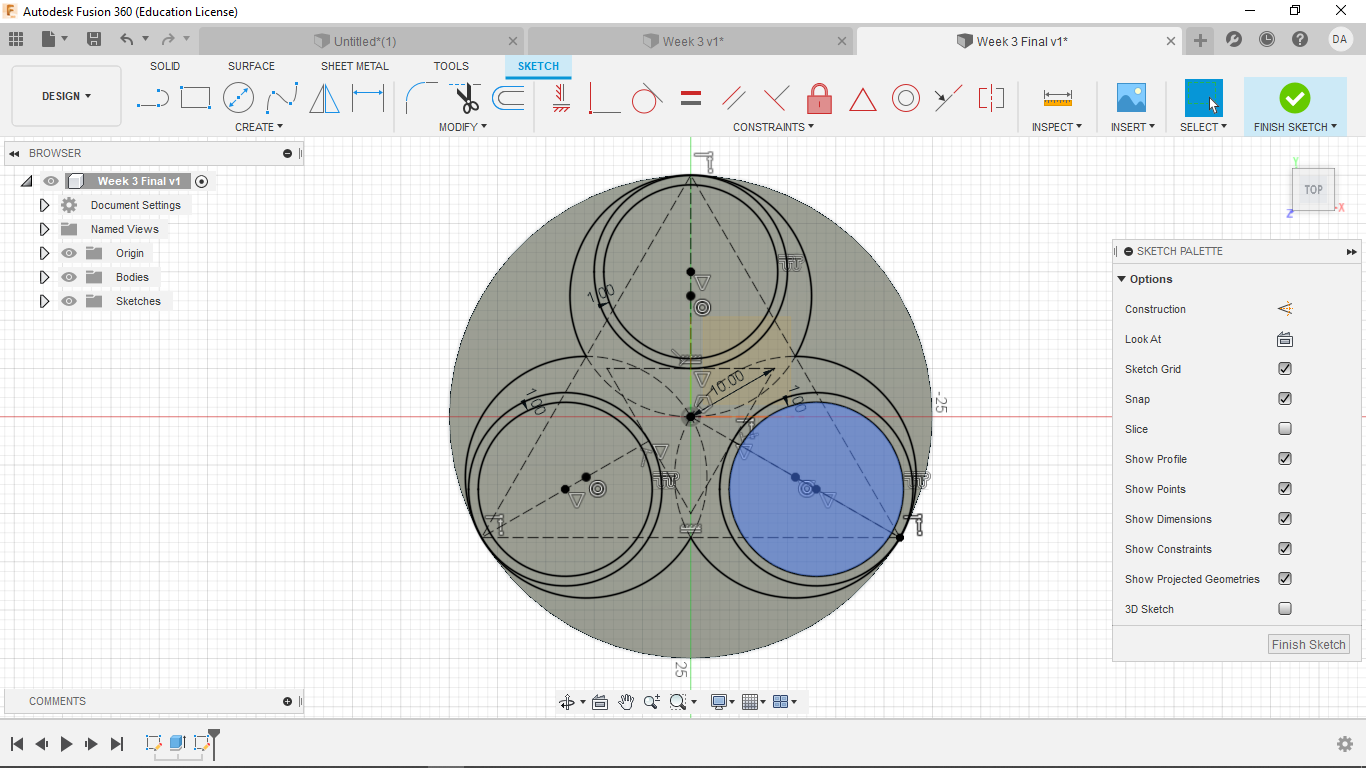 Autodesk Fusion 360 (Education License)
Untitled*(1)
Week 3 v1*
Week 3 Final v1*
DA
DESIGN
SOLID
SURFACE
SHEET METAL
TOOLS
SKETCH
CREATE
MODIFY
CONSTRAINTS
INSPECT
INSERT
SELECT
FINISH SKETCH
BROWSER
Week 3 Final v1
Document Settings
Named Views
Origin
Bodies
Sketches
Y
TOP
X
Z
1.00
10.00
1.00
1.00
-25
25
SKETCH PALETTE
Options
Construction
Look At
Sketch Grid
Snap
Slice
Show Profile
Show Points
Show Dimensions
Show Constraints
Show Projected Geometries
3D Sketch
Finish Sketch
COMMENTS